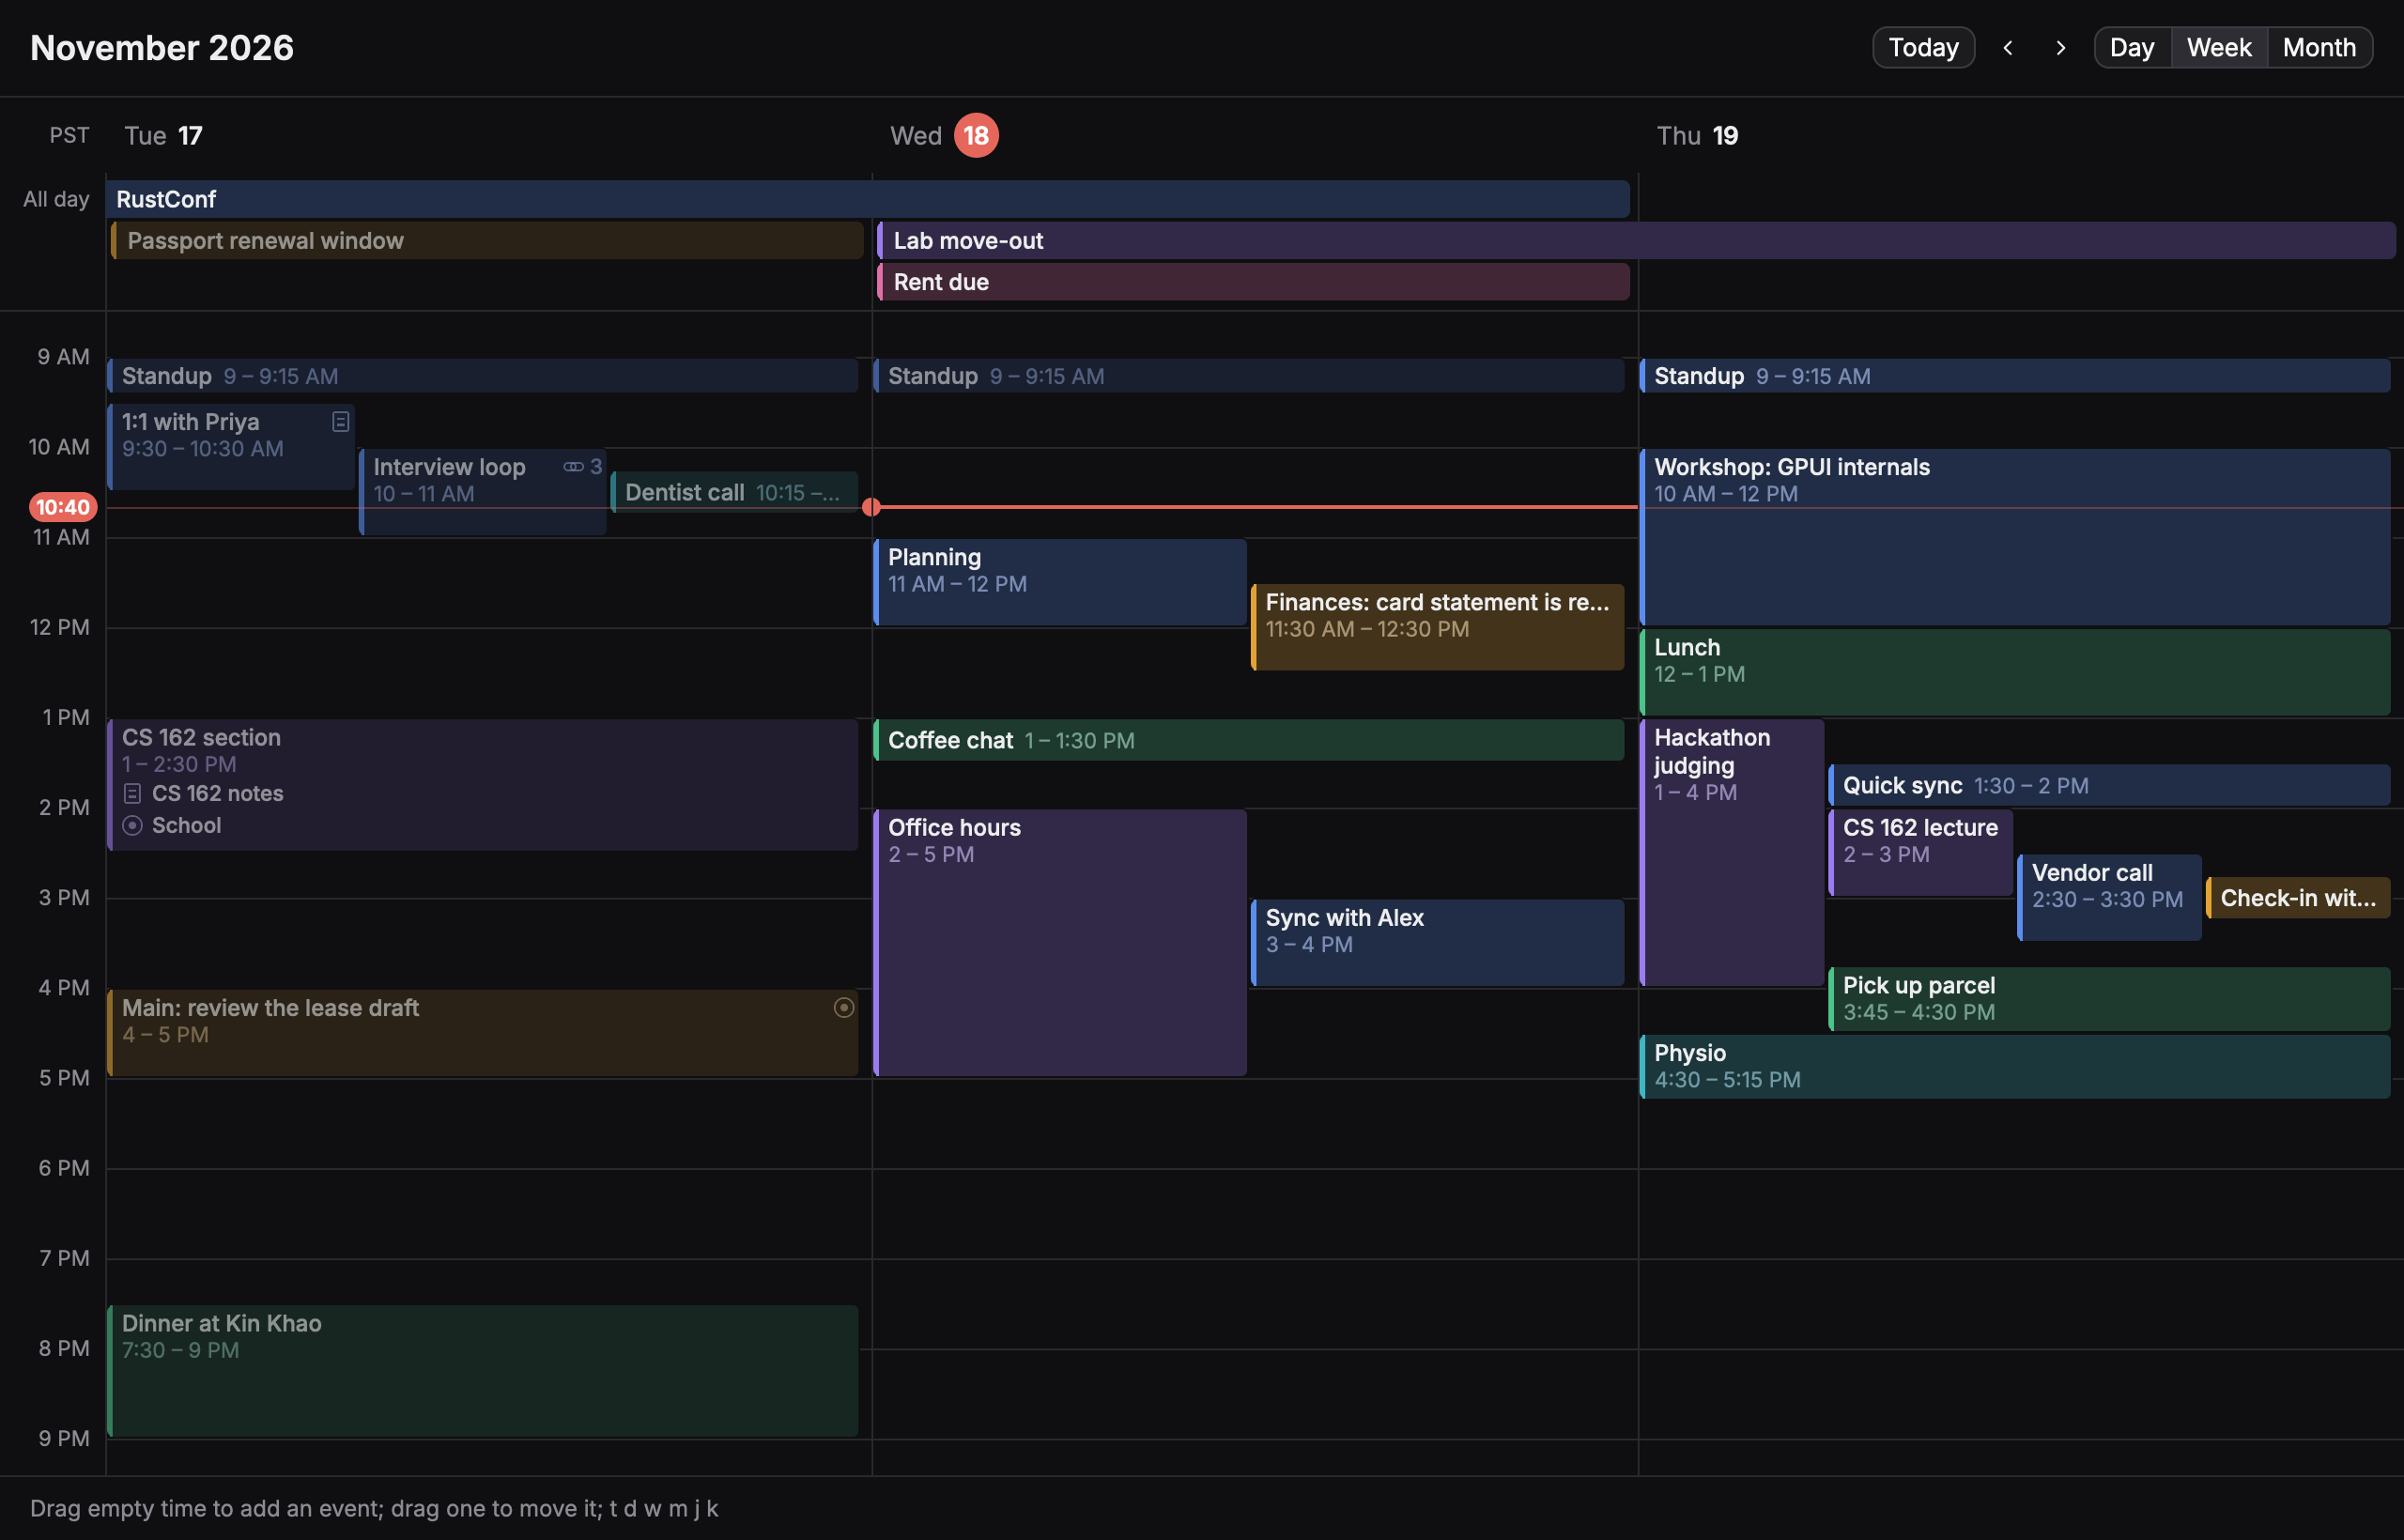 November 2026
Today
Day
Week
Month
PST
Tue 17
Wed 18
Thu 19
All day
RustConf
Passport renewal window
Lab move-out
Rent due
9 AM
10 AM
10:40
11 AM
12 PM
1 PM
2 PM
3 PM
4 PM
5 PM
6 PM
7 PM
8 PM
9 PM
Standup 9 – 9:15 AM
1:1 with Priya
9:30 – 10:30 AM
Interview loop 3
10 – 11 AM
Dentist call 10:15 –...
CS 162 section
1 – 2:30 PM
CS 162 notes
School
Main: review the lease draft
4 – 5 PM
Dinner at Kin Khao
7:30 – 9 PM
Standup 9 – 9:15 AM
Planning
11 AM – 12 PM
Finances: card statement is re...
11:30 AM – 12:30 PM
Coffee chat 1 – 1:30 PM
Office hours
2 – 5 PM
Sync with Alex
3 – 4 PM
Standup 9 – 9:15 AM
Workshop: GPUI internals
10 AM – 12 PM
Lunch
12 – 1 PM
Hackathon
judging
1 – 4 PM
Quick sync 1:30 – 2 PM
CS 162 lecture
2 – 3 PM
Vendor call
2:30 – 3:30 PM
Check-in wit...
Pick up parcel
3:45 – 4:30 PM
Physio
4:30 – 5:15 PM
Drag empty time to add an event; drag one to move it; t d w m j k